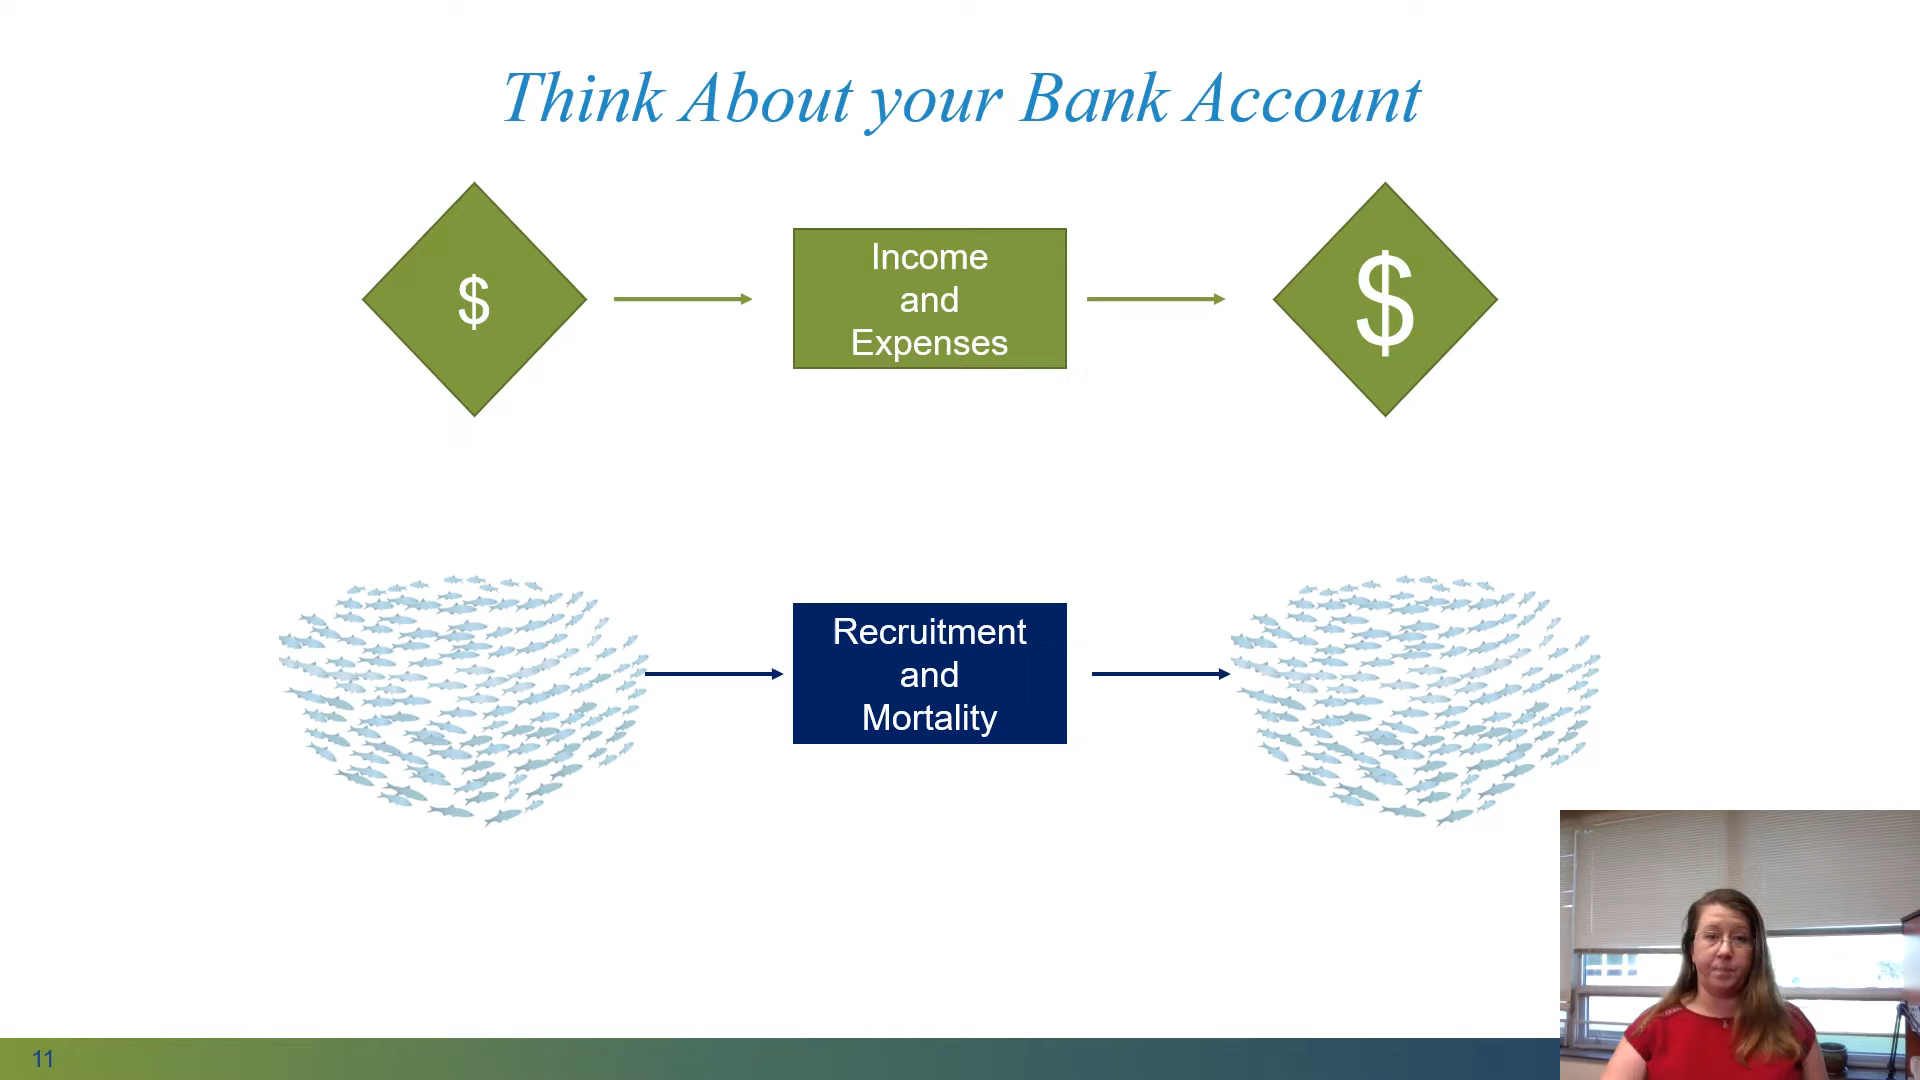 Think About your Bank Account
$
Income
and
Expenses
$
Recruitment
and
Mortality
11